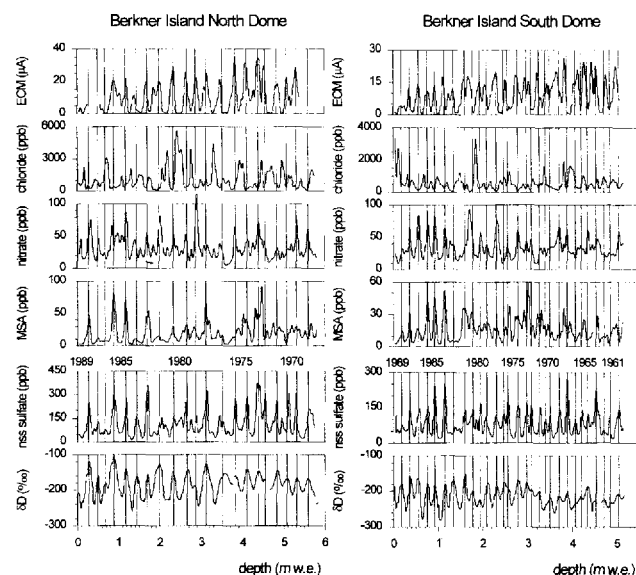 Berkner Island North Dome
ECM (μA)
40
20
0
chloride (ppb)
6000
3000
0
nitrate (ppb)
100
50
0
MSA (ppb)
100
50
0
1989 1985 1980 1975 1970
nss sulfate (ppb)
450
300
150
0
δD (‰)
-100
-200
-300
0 1 2 3 4 5 6
depth (m w.e.)
Berkner Island South Dome
ECM (μA)
30
15
0
chloride (ppb)
4000
2000
0
nitrate (ppb)
100
50
0
MSA (ppb)
60
30
0
1989 1985 1980 1975 1970 1965 1961
nss sulfate (ppb)
300
150
0
δD (‰)
-100
-200
-300
0 1 2 3 4 5
depth (m w.e.)